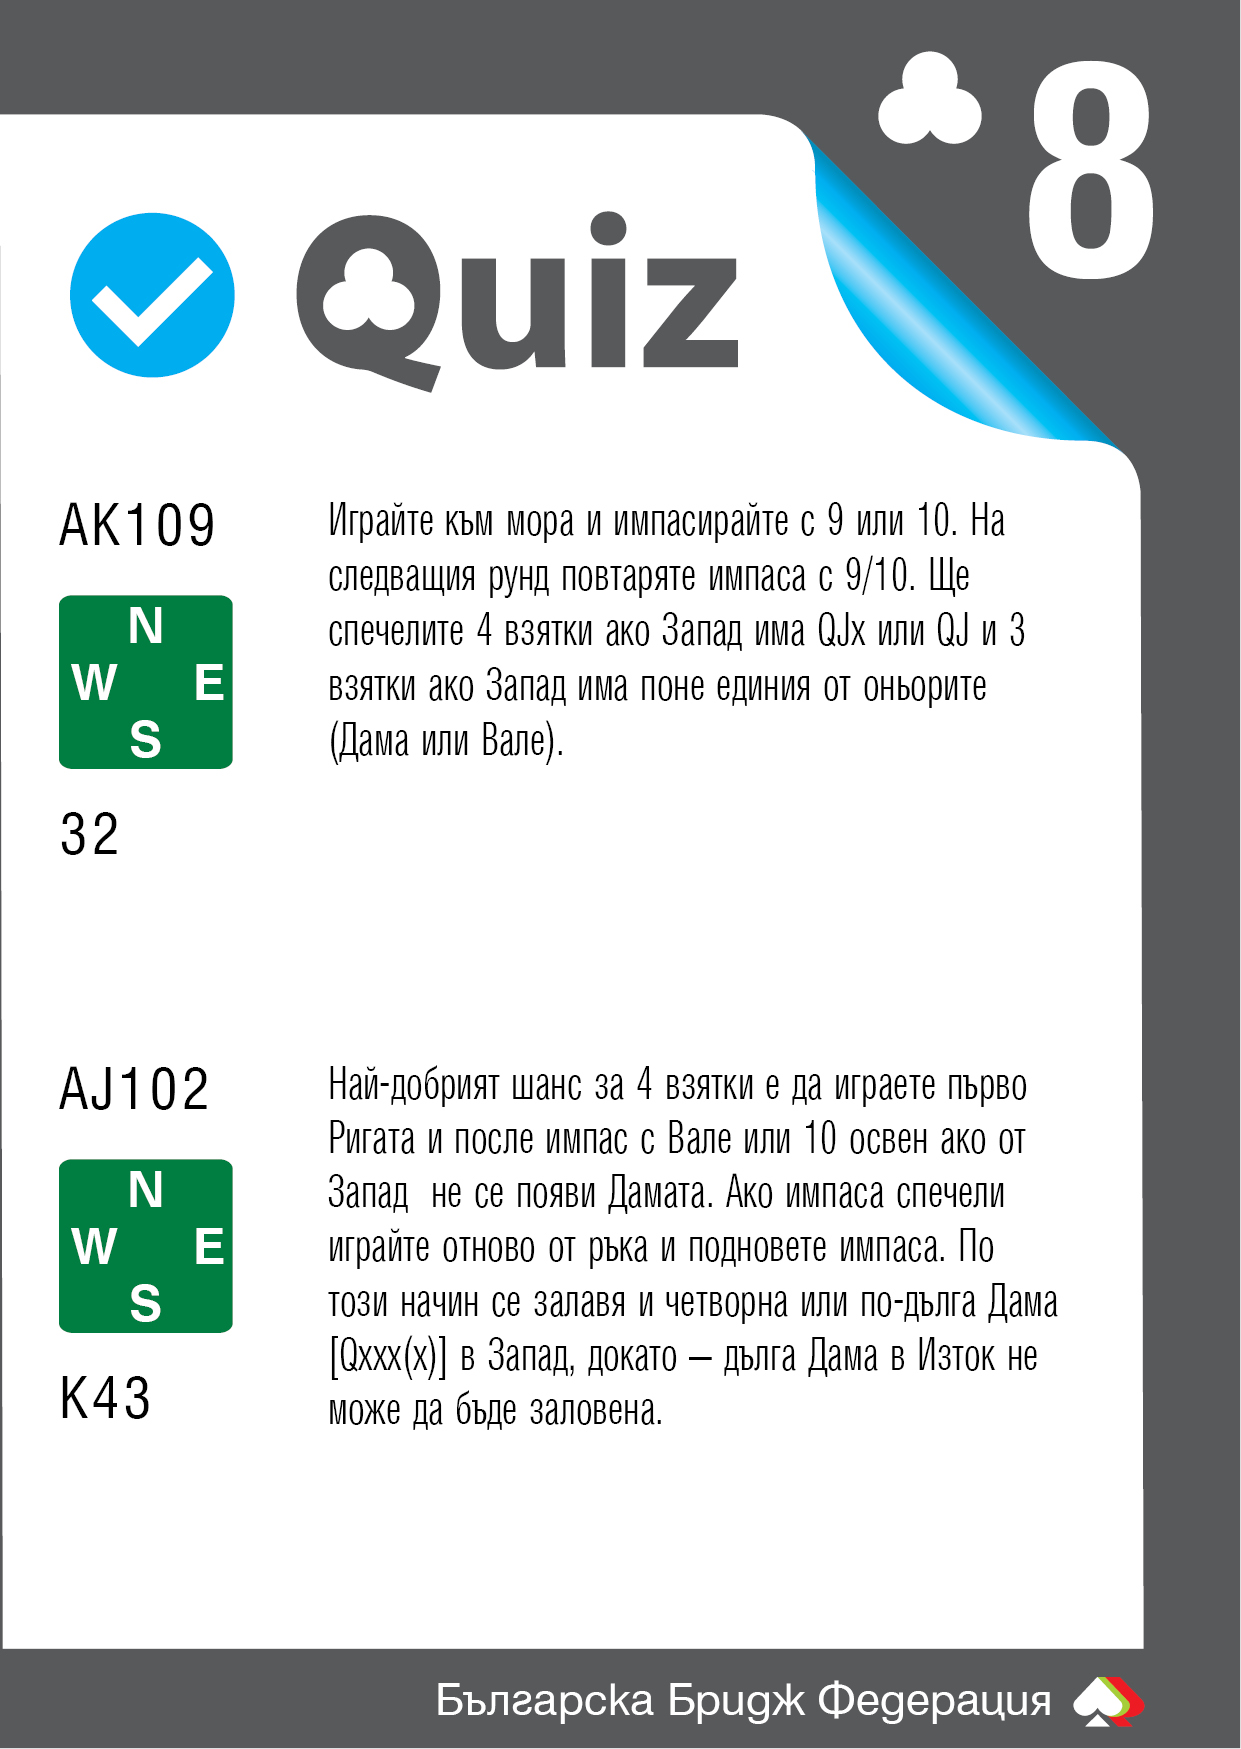 ♣ 8
Quiz
AK109
N
W E
S
32
Играйте към мора и импасирайте с 9 или 10. На
следващия рунд повтаряте импаса с 9/10. Ще
спечелите 4 взятки ако Запад има QJx или QJ и 3
взятки ако Запад има поне единия от оньорите
(Дама или Вале).
AJ102
N
W E
S
K43
Най-добрият шанс за 4 взятки е да играете първо
Ригата и после импас с Вале или 10 освен ако от
Запад не се появи Дамата. Ако импаса спечели
играйте отново от ръка и подновете импаса. По
този начин се залавя и четворна или по-дълга Дама
[Qxxx(x)] в Запад, докато – дълга Дама в Изток не
може да бъде заловена.
Българска Бридж Федерация